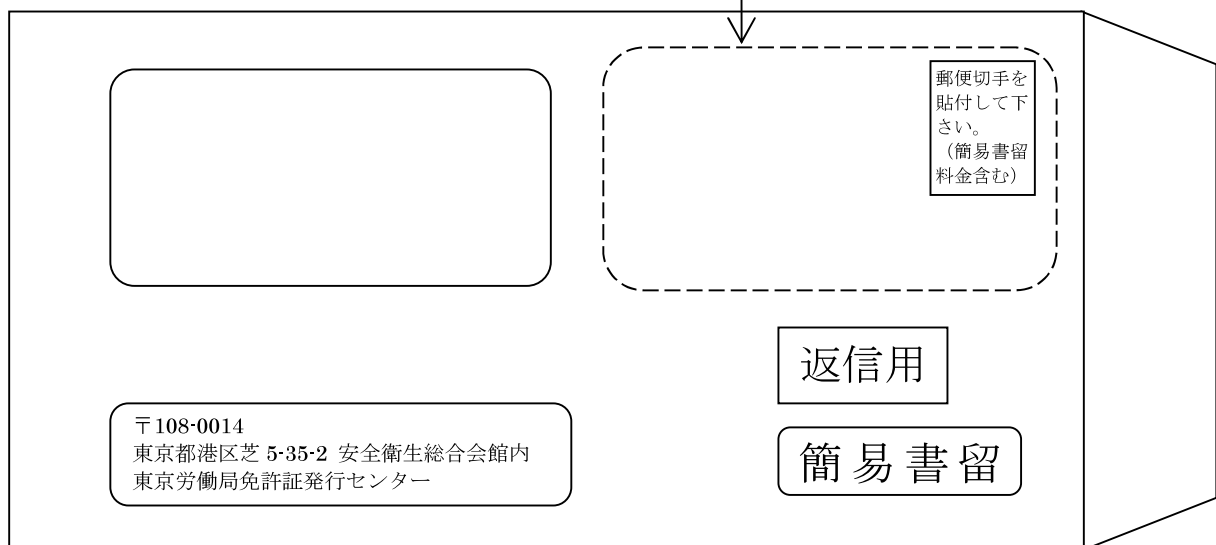 郵便切手を
貼付して下
さい。
（簡易書留
料金含む）
返信用
〒108-0014
東京都港区芝 5-35-2 安全衛生総合会館内
東京労働局免許証発行センター
簡易書留